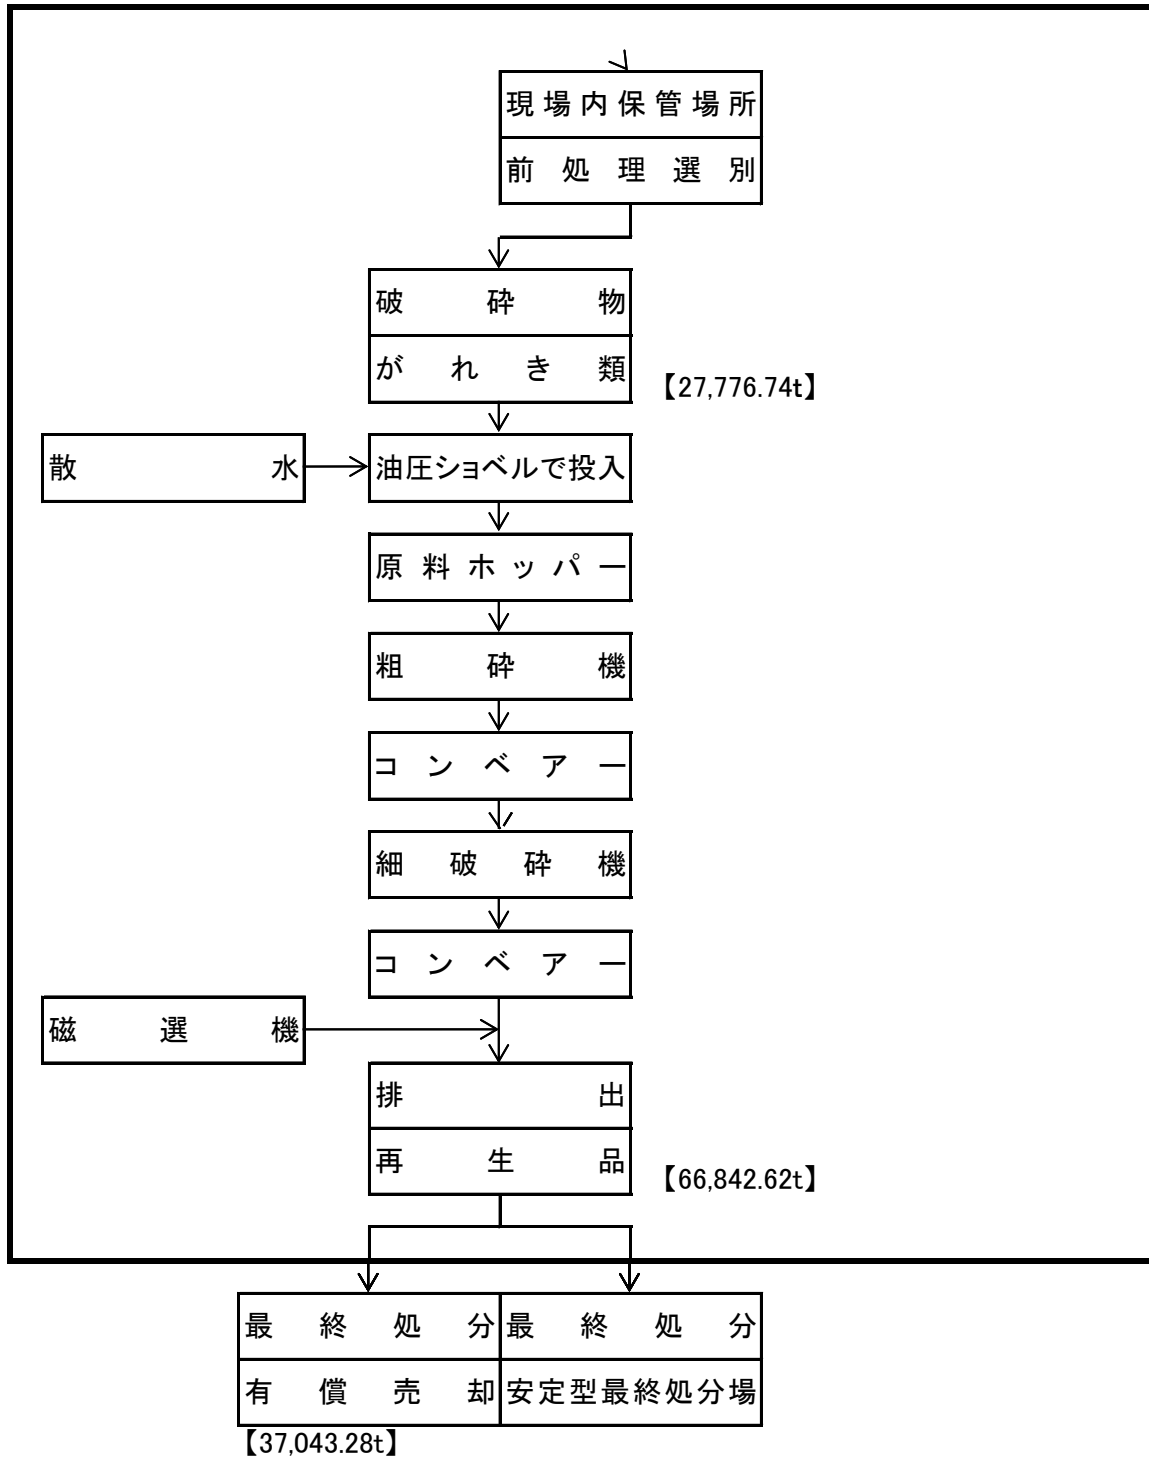 現場内保管場所
前処理選別
破砕物
がれき類
【27,776.74t】
散水
油圧ショベルで投入
原料ホッパー
粗砕機
コンベアー
細破砕機
コンベアー
磁選機
排出
再生品
【66,842.62t】
最終処分 最終処分
有償売却 安定型最終処分場
【37,043.28t】